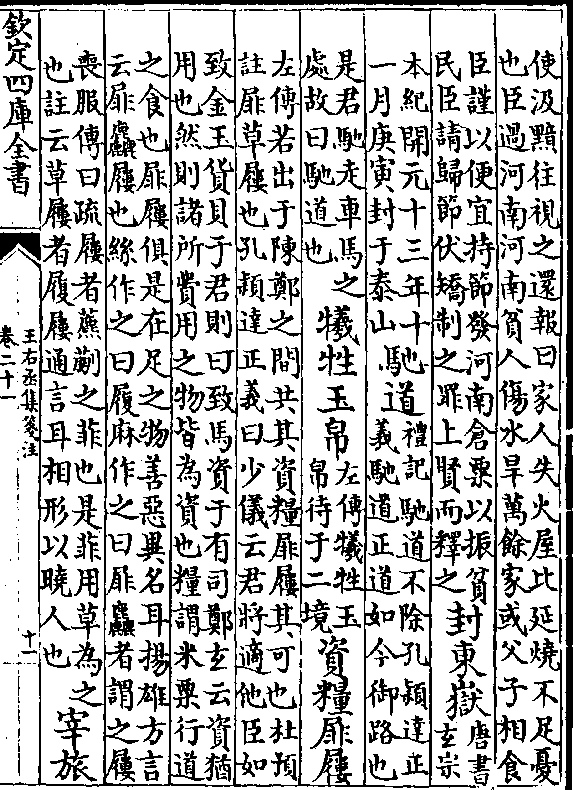 使汲黯往視之還報曰家人失火屋比延燒不足憂
也臣過河南河南貧人傷水旱萬餘家或父子相食
臣謹以便宜持節發河南倉粟以振貧
民臣請歸節伏矯制之罪上賢而釋之
封東嶽
唐書
玄宗
本紀開元十三年十
一月庚寅封于泰山
馳道
禮記馳道不除孔穎達正
義馳道正道如今御路也
是君馳走車馬之
處故曰馳道也
犧牲玉帛
左傳犧牲玉
帛待于二境
資糧屝屨
左傳若出于陳鄭之間共其資糧屝屨其可也杜預
註屝草屨也孔穎達正義曰少儀云君將適他臣如
致金玉貨貝于君則曰致馬資于有司鄭玄云資猶
用也然則諸所費用之物皆為資也糧謂米粟行道
之食也屝屨俱是在足之物善惡異名耳揚雄方言
云屝麤屨也絲作之曰履麻作之曰屝麤者謂之屨
喪服傳曰疏屨者藨蒯之菲也是菲用草為之
也註云草屨者履屨通言耳相形以曉人也
宰旅
欽定四庫全書
王右丞集箋注
卷二十一
十一